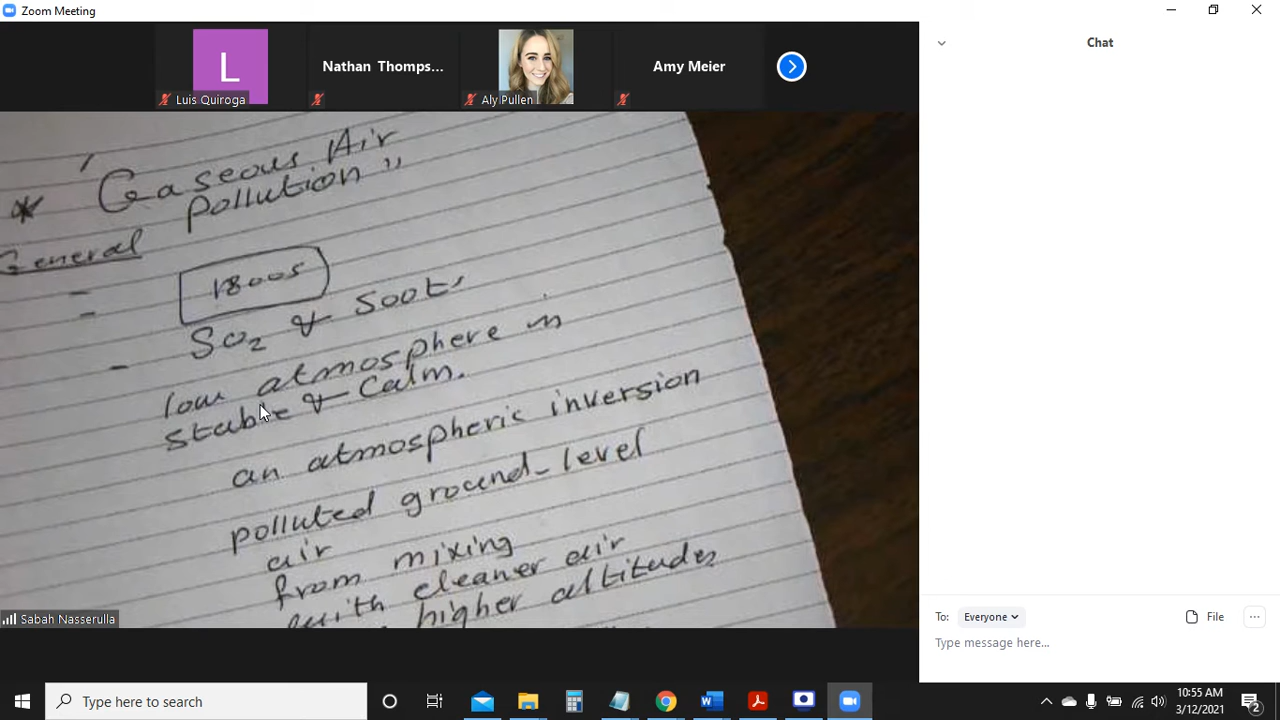 Zoom Meeting
Chat
L
Luis Quiroga
Nathan Thomps...
Aly Pullen
Amy Meier
* "Gaseous Air
Pollution"
General
- 1800s
- SO2 & Soot.
- low atmosphere is
stable & Calm.
an atmospheric inversion
polluted ground-level
air
from mixing
with cleaner air
higher altitudes
Sabah Nasserulla
To: Everyone
File
Type message here...
Type here to search
10:55 AM
3/12/2021
2